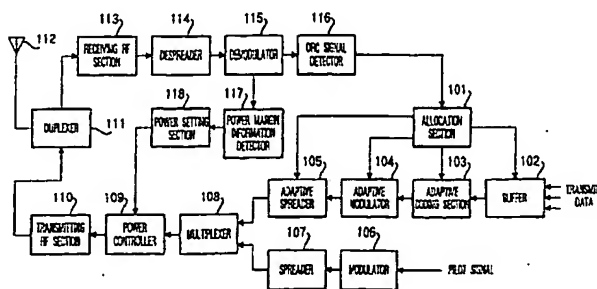 113
114
115
116
112
RECEIVING RF
SECTION
DESPREADER
DEMODULATOR
DRC SIGNAL
DETECTOR
118
117
101
DUPLEXER
111
POWER SETTING
SECTION
POWER MARGIN
INFORMATION
DETECTOR
ALLOCATION
SECTION
105
104
103
102
110
109
108
ADAPTIVE
SPREADER
ADAPTIVE
MODULATOR
ADAPTIVE
CODING SECTION
BUFFER
TRANSMIT
DATA
TRANSMITTING
RF SECTION
POWER
CONTROLLER
MULTIPLEXER
107
106
SPREADER
MODULATOR
PILOT SIGNAL